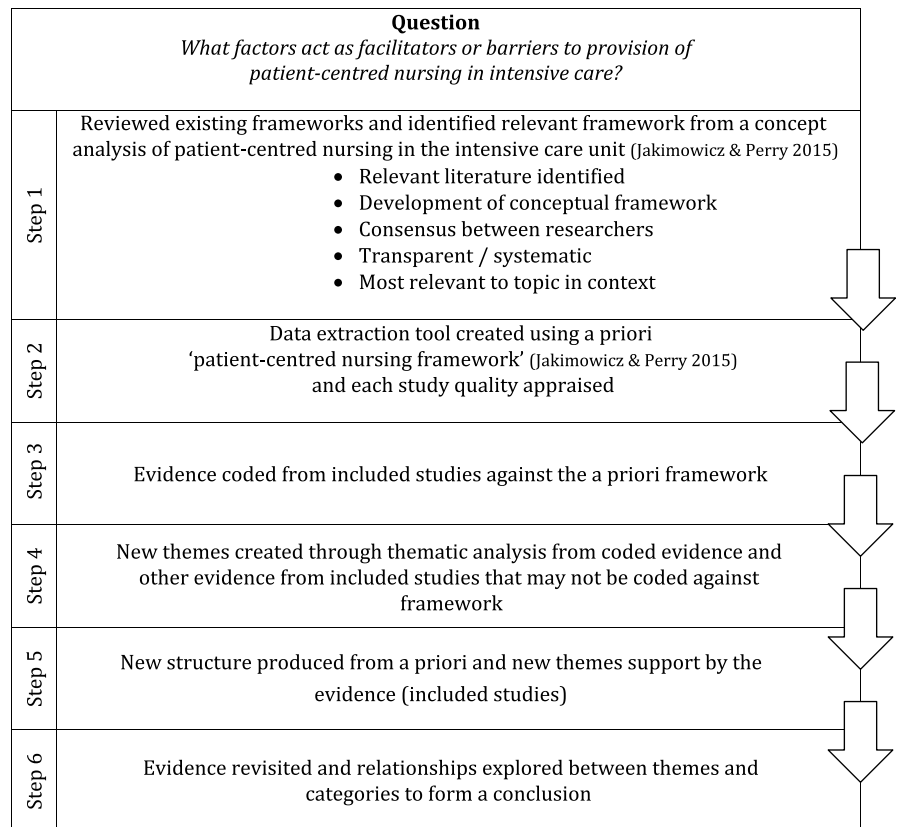 Question
What factors act as facilitators or barriers to provision of
patient-centred nursing in intensive care?
Step 1
Reviewed existing frameworks and identified relevant framework from a concept
analysis of patient-centred nursing in the intensive care unit (Jakimowicz & Perry 2015)
• Relevant literature identified
• Development of conceptual framework
• Consensus between researchers
• Transparent / systematic
• Most relevant to topic in context
Step 2
Data extraction tool created using a priori
‘patient-centred nursing framework’ (Jakimowicz & Perry 2015)
and each study quality appraised
Step 3
Evidence coded from included studies against the a priori framework
Step 4
New themes created through thematic analysis from coded evidence and
other evidence from included studies that may not be coded against
framework
Step 5
New structure produced from a priori and new themes support by the
evidence (included studies)
Step 6
Evidence revisited and relationships explored between themes and
categories to form a conclusion